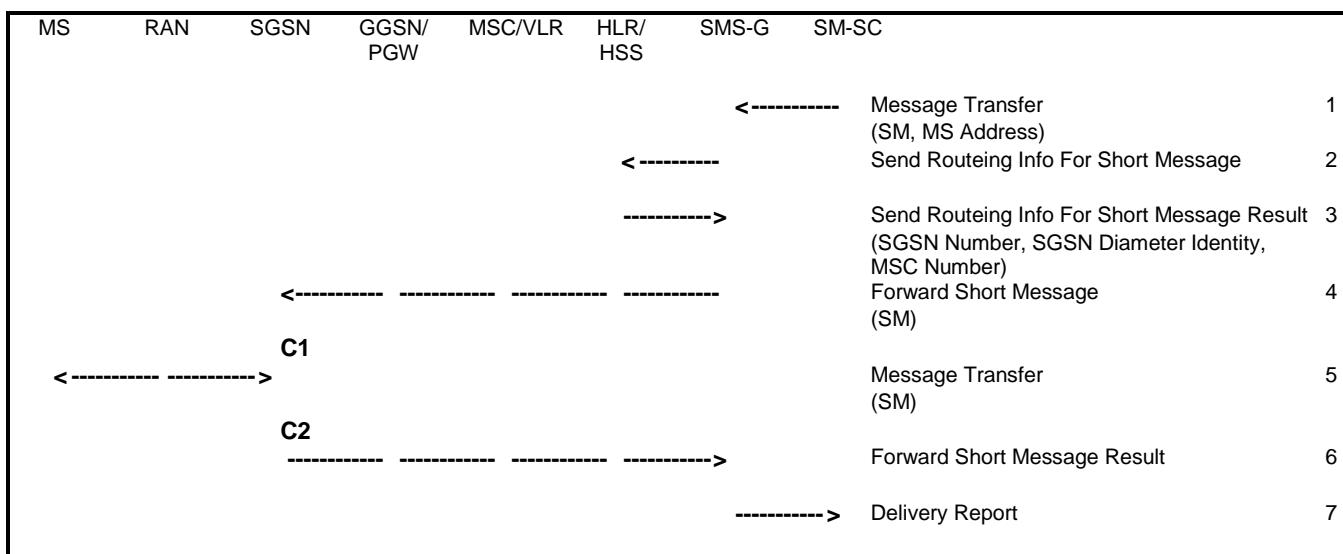 MS RAN SGSN GGSN/ MSC/VLR HLR/ SMS-G SM-SC
PGW HSS
Message Transfer 1
(SM, MS Address)
Send Routeing Info For Short Message 2
Send Routeing Info For Short Message Result 3
(SGSN Number, SGSN Diameter Identity,
MSC Number)
Forward Short Message 4
(SM)
C1
Message Transfer 5
(SM)
C2
Forward Short Message Result 6
Delivery Report 7